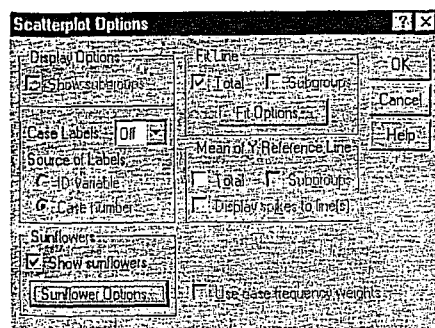 Scatterplot Options
Display Options
Show subgroups
Case Labels: Off
Source of Labels
ID variable
Case number
Sunflowers
Show sunflowers
Sunflower Options...
Fit Line
Total Subgroups
Fit Options...
Mean of Y Reference Line
Total Subgroups
Display spikes to line(s)
Use case frequency weights
OK
Cancel
Help